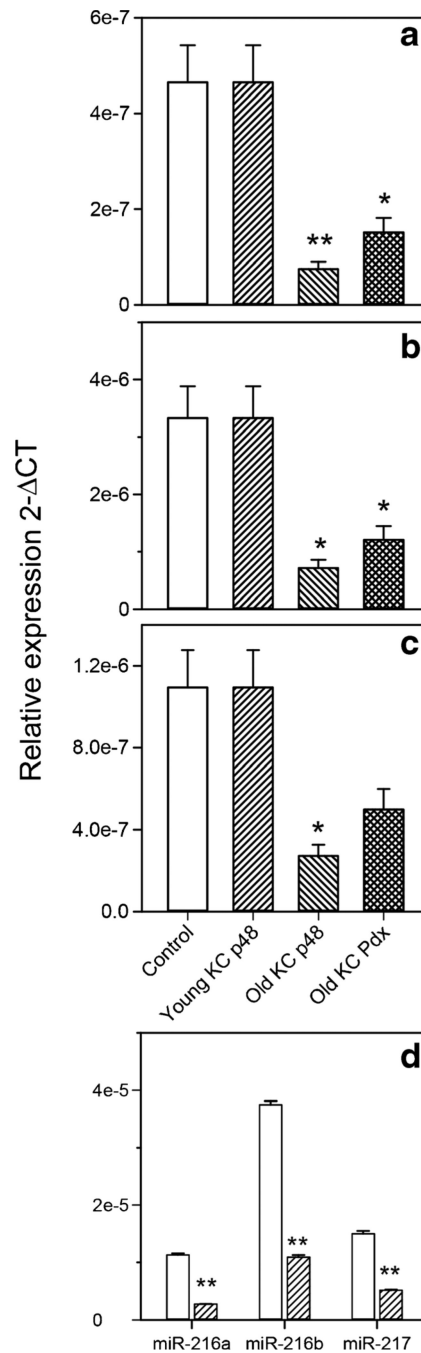 a
6e-7
4e-7
2e-7
0
**
*
b
4e-6
2e-6
0
*
*
Relative expression 2-ΔCT
c
1.2e-6
8.0e-7
4.0e-7
0.0
*
Control
Young KC p48
Old KC p48
Old KC Pdx
d
4e-5
2e-5
0
**
**
**
miR-216a miR-216b miR-217